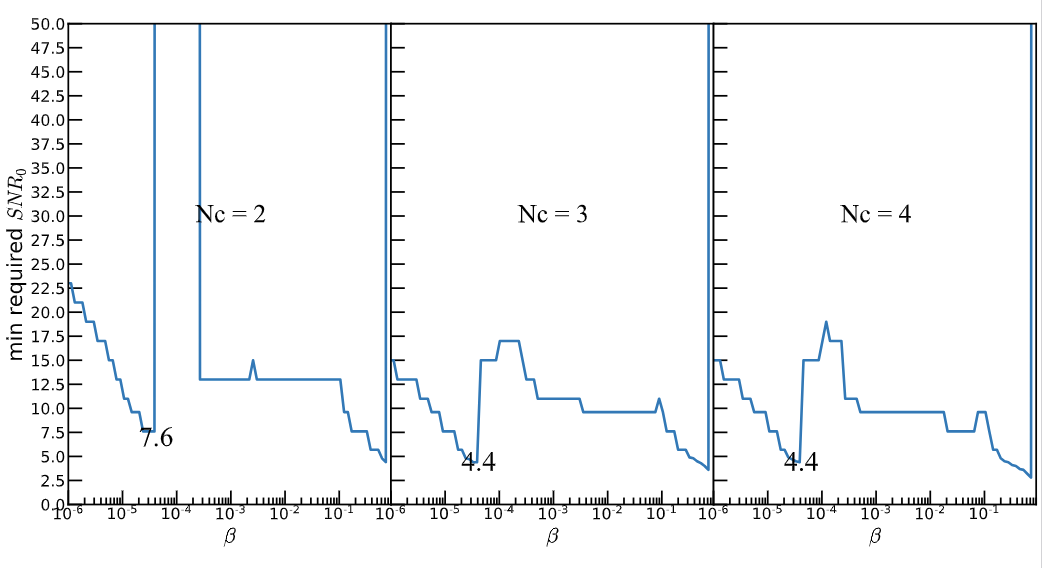 min required SNR₀
50.0
47.5
45.0
42.5
40.0
37.5
35.0
32.5
30.0
27.5
25.0
22.5
20.0
17.5
15.0
12.5
10.0
7.5
5.0
2.5
0.0
Nc = 2
Nc = 3
Nc = 4
7.6
4.4
4.4
10⁻⁶ 10⁻⁵ 10⁻⁴ 10⁻³ 10⁻² 10⁻¹
10⁻⁶ 10⁻⁵ 10⁻⁴ 10⁻³ 10⁻² 10⁻¹
10⁻⁶ 10⁻⁵ 10⁻⁴ 10⁻³ 10⁻² 10⁻¹
β
β
β